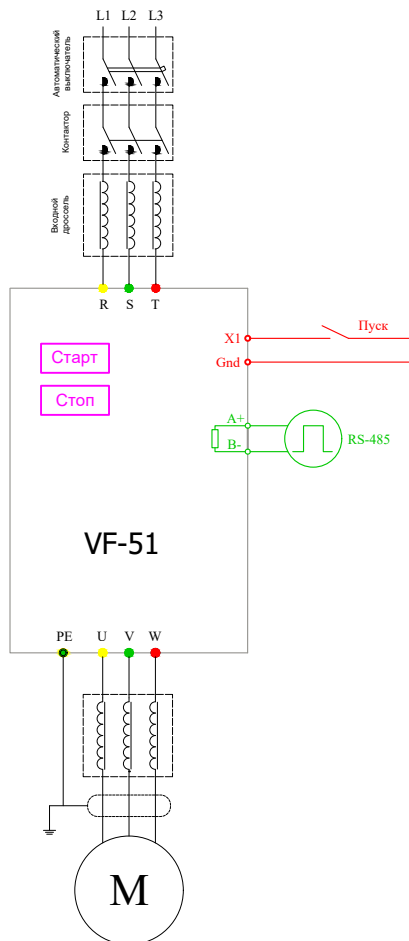 L1 L2 L3
Автоматический
выключатель
Контактор
Входной
дроссель
R S T
X1
Пуск
Gnd
Старт
Стоп
A+
B-
RS-485
VF-51
PE U V W
M